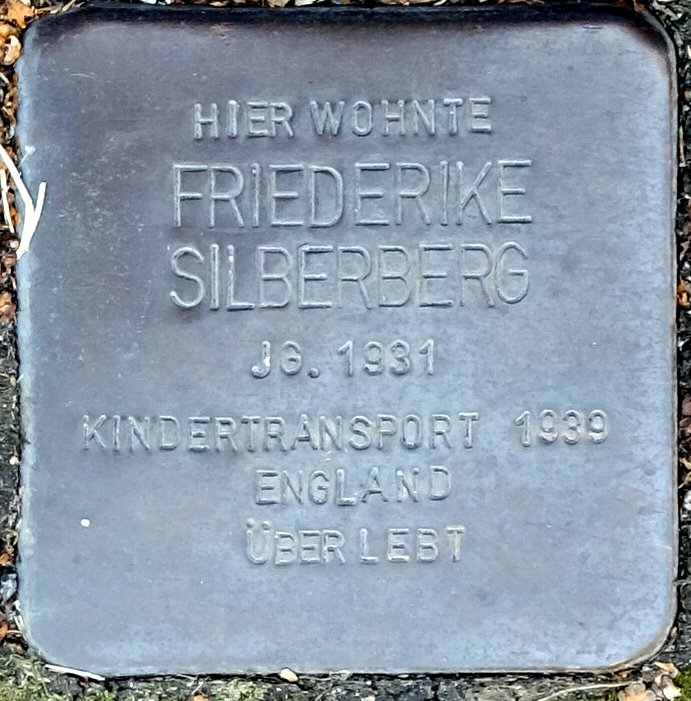 HIER WOHNTE
FRIEDERIKE
SILBERBERG
JG. 1931
KINDERTRANSPORT 1939
ENGLAND
ÜBERLEBT